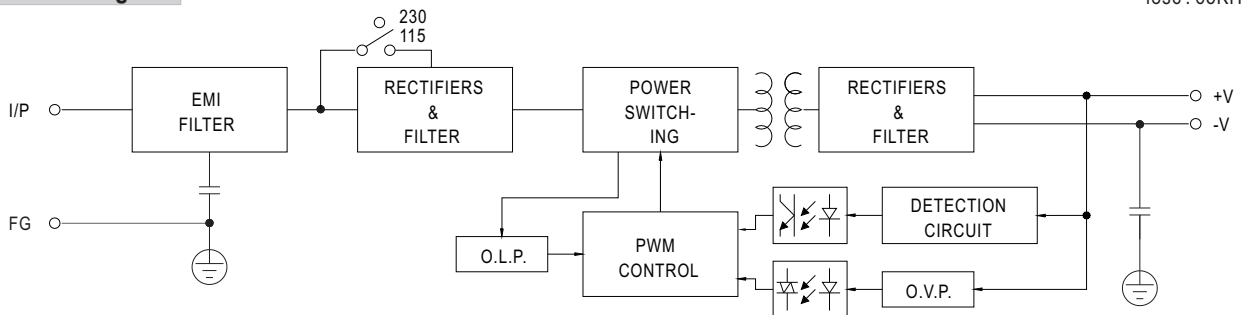 230
115
I/P
EMI
FILTER
RECTIFIERS
&
FILTER
POWER
SWITCH-
ING
RECTIFIERS
&
FILTER
+V
-V
FG
O.L.P.
PWM
CONTROL
DETECTION
CIRCUIT
O.V.P.